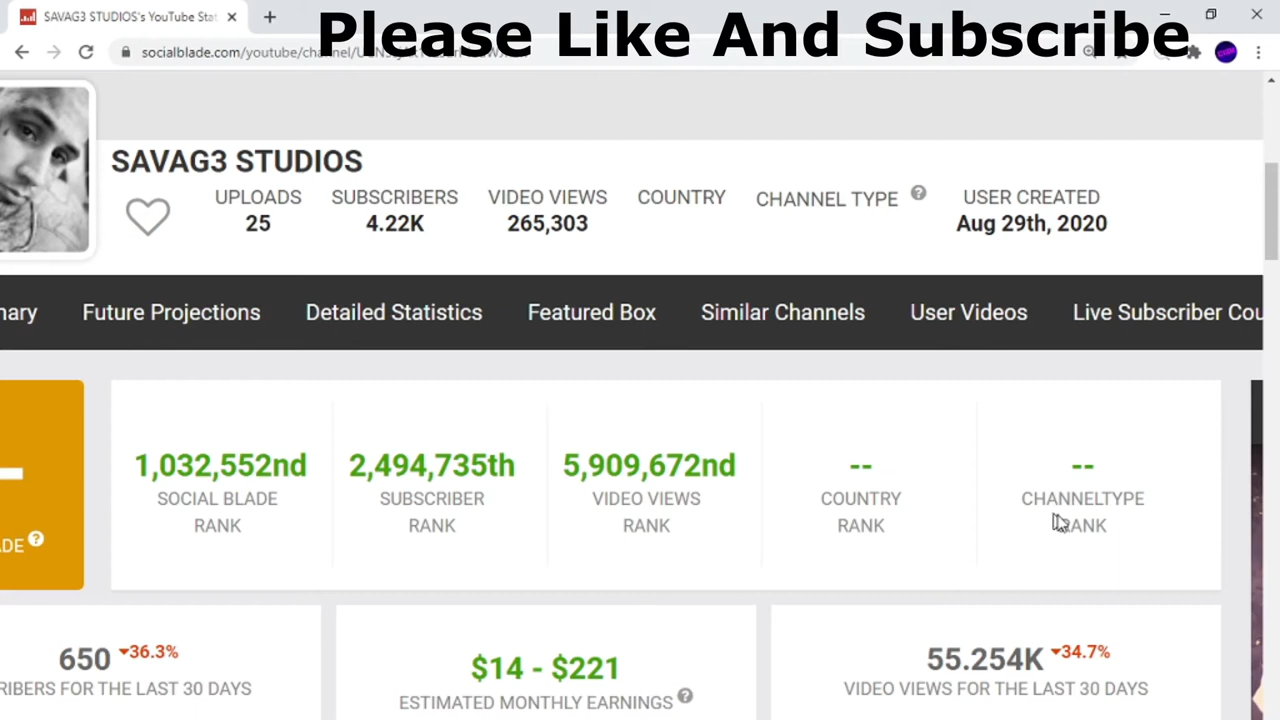 SAVAG3 STUDIOS's YouTube Stat
Please Like And Subscribe
socialblade.com/youtube/channel/
SAVAG3 STUDIOS
UPLOADS SUBSCRIBERS VIDEO VIEWS COUNTRY CHANNEL TYPE ? USER CREATED
25 4.22K 265,303 Aug 29th, 2020
nary Future Projections Detailed Statistics Featured Box Similar Channels User Videos Live Subscriber Cou
1,032,552nd 2,494,735th 5,909,672nd -- --
SOCIAL BLADE SUBSCRIBER VIDEO VIEWS COUNTRY CHANNELTYPE
RANK RANK RANK RANK RANK
ADE ?
650 36.3% $14 - $221 55.254K 34.7%
RIBERS FOR THE LAST 30 DAYS ESTIMATED MONTHLY EARNINGS ? VIDEO VIEWS FOR THE LAST 30 DAYS